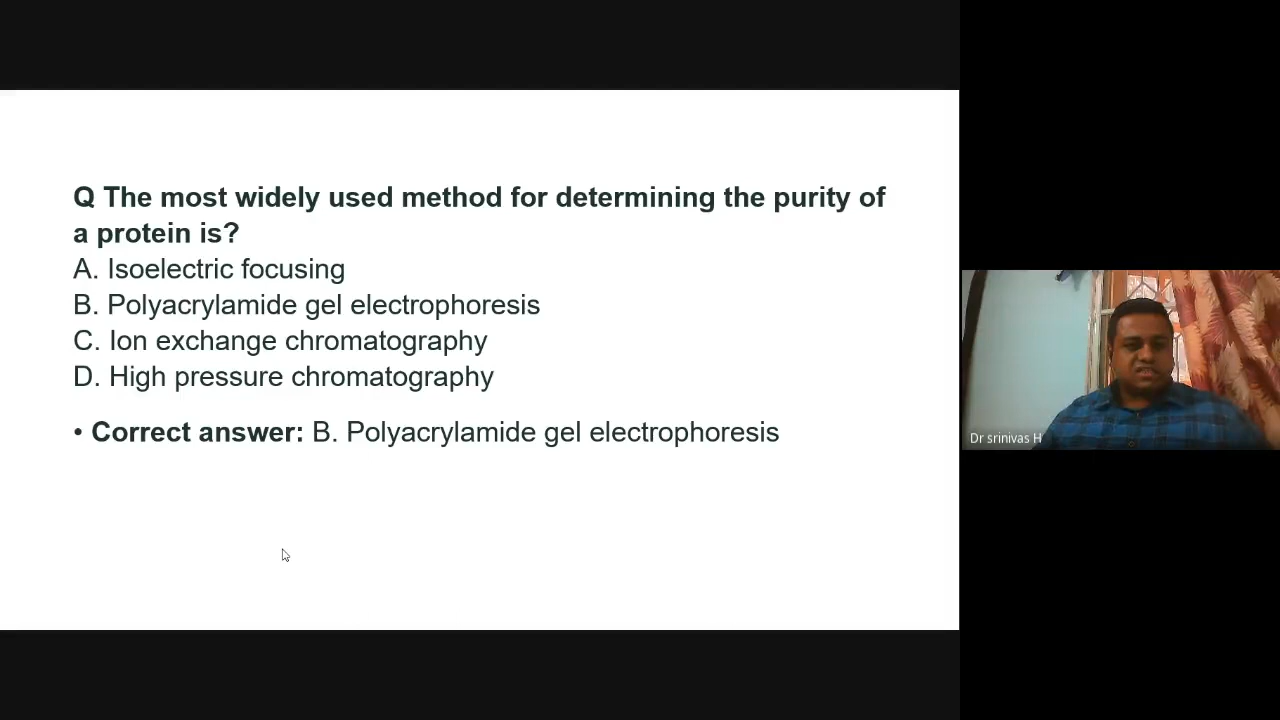 Q The most widely used method for determining the purity of
a protein is?
A. Isoelectric focusing
B. Polyacrylamide gel electrophoresis
C. Ion exchange chromatography
D. High pressure chromatography
• Correct answer: B. Polyacrylamide gel electrophoresis
Dr srinivas H